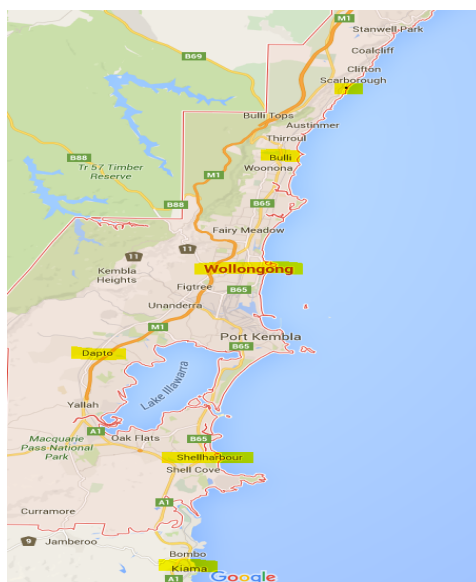 M1
Stanwell Park
B69
Coalcliff
Clifton
Scarborough
Bulli Tops
Austinmer
Thirroul
Bulli
Woonona
B88
Tr 57 Timber
Reserve
M1
B88
B65
Fairy Meadow
11
11
Wollongong
Kembla
Heights
Figtree
B65
Unanderra
M1
Port Kembla
B65
Dapto
Lake Illawarra
Yallah
A1
Oak Flats
B65
Macquarie
Pass National
Park
Shellharbour
Shell Cove
A1
Curramore
9
Jamberoo
Bombo
Kiama
A1
Google